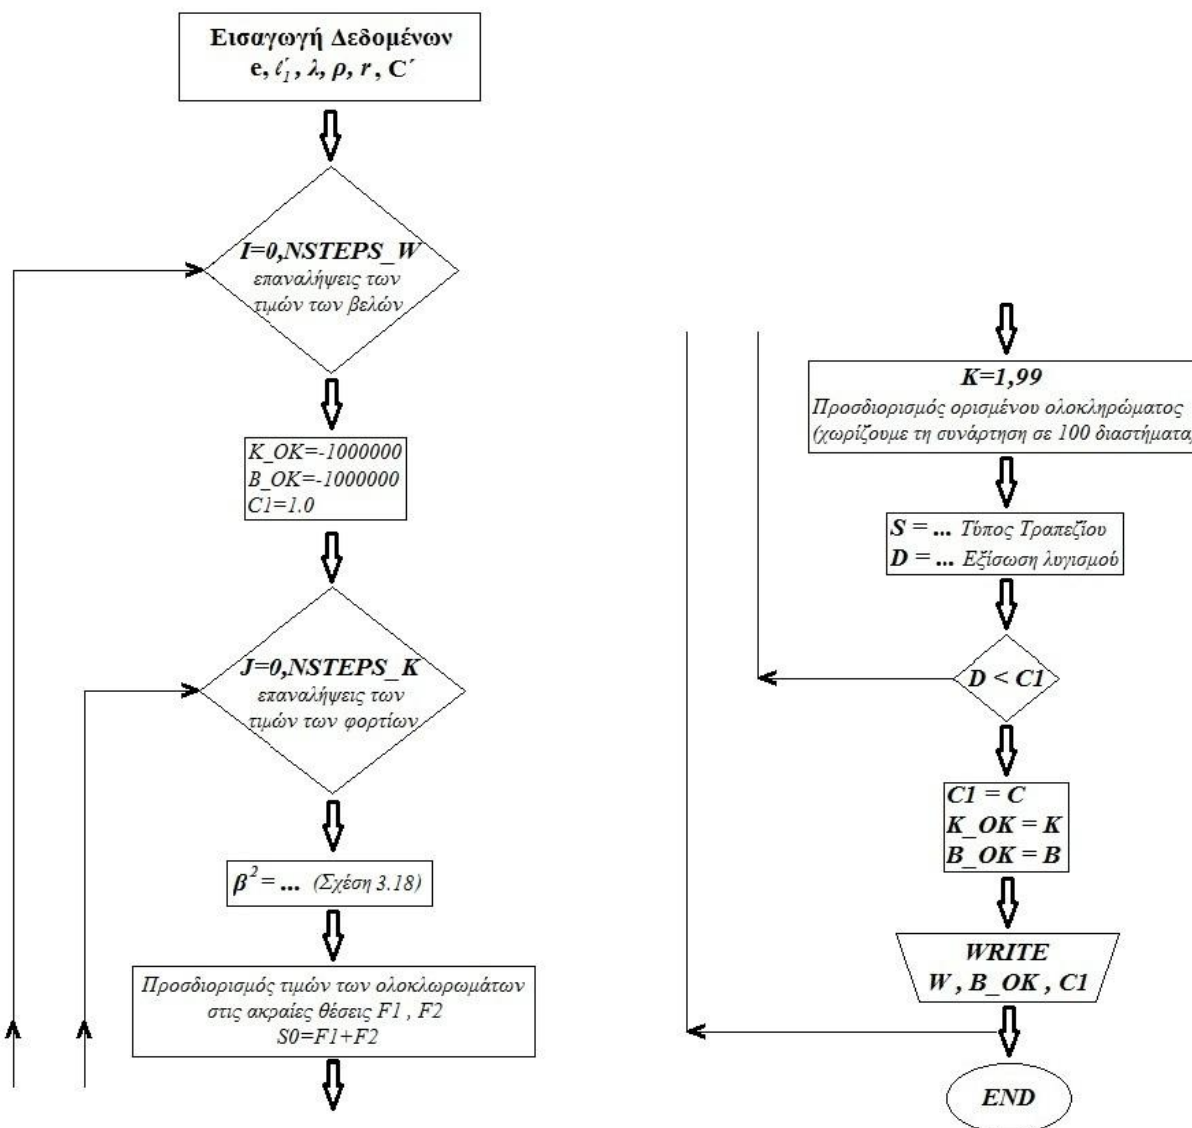 Εισαγωγή Δεδομένων
e, ℓ′₁, λ, ρ, r, C΄
I=0,NSTEPS_W
επαναλήψεις των
τιμών των βελών
K_OK=-1000000
B_OK=-1000000
C1=1.0
J=0,NSTEPS_K
επαναλήψεις των
τιμών των φορτίων
β² = ... (Σχέση 3.18)
Προσδιορισμός τιμών των ολοκλωρωμάτων
στις ακραίες θέσεις F1 , F2
S0=F1+F2
K=1,99
Προσδιορισμός ορισμένου ολοκληρώματος
(χωρίζουμε τη συνάρτηση σε 100 διαστήματα)
S = ... Τύπος Τραπεζίου
D = ... Εξίσωση λυγισμού
D < C1
C1 = C
K_OK = K
B_OK = B
WRITE
W , B_OK , C1
END